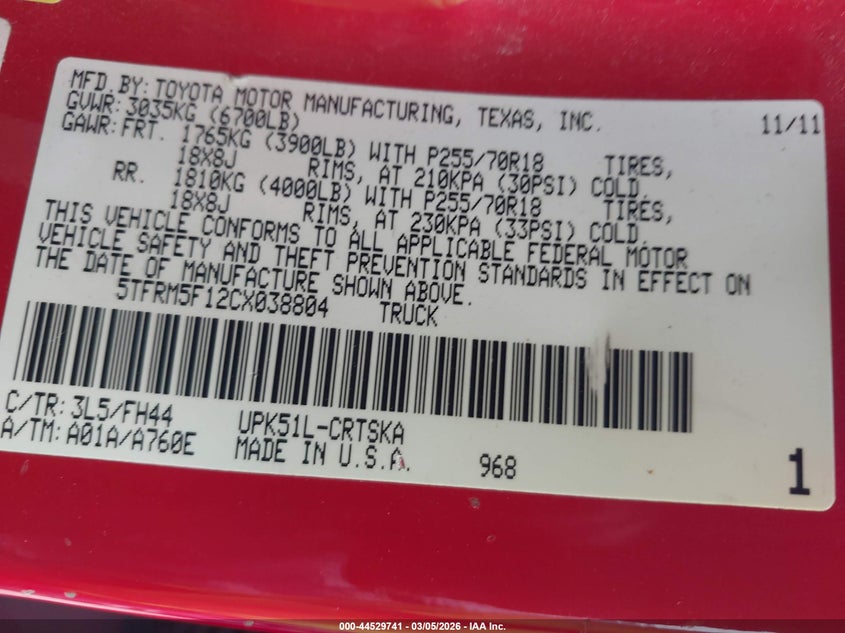 MFD.BY:TOYOTA MOTOR MANUFACTURING, TEXAS, INC. 11/11
GVWR:3035KG (6700LB)
GAWR:FRT. 1765KG (3900LB) WITH P255/70R18 TIRES,
18X8J RIMS, AT 210KPA (30PSI) COLD.
RR. 1810KG (4000LB) WITH P255/70R18 TIRES,
18X8J RIMS, AT 230KPA (33PSI) COLD.
THIS VEHICLE CONFORMS TO ALL APPLICABLE FEDERAL MOTOR
VEHICLE SAFETY AND THEFT PREVENTION STANDARDS IN EFFECT ON
THE DATE OF MANUFACTURE SHOWN ABOVE.
5TFRM5F12CX038804 TRUCK
C/TR:3L5/FH44 UPK51L-CRTSKA
A/TM:A01A/A760E MADE IN U.S.A. 968 1
000-44529741 - 03/05/2026 - IAA Inc.